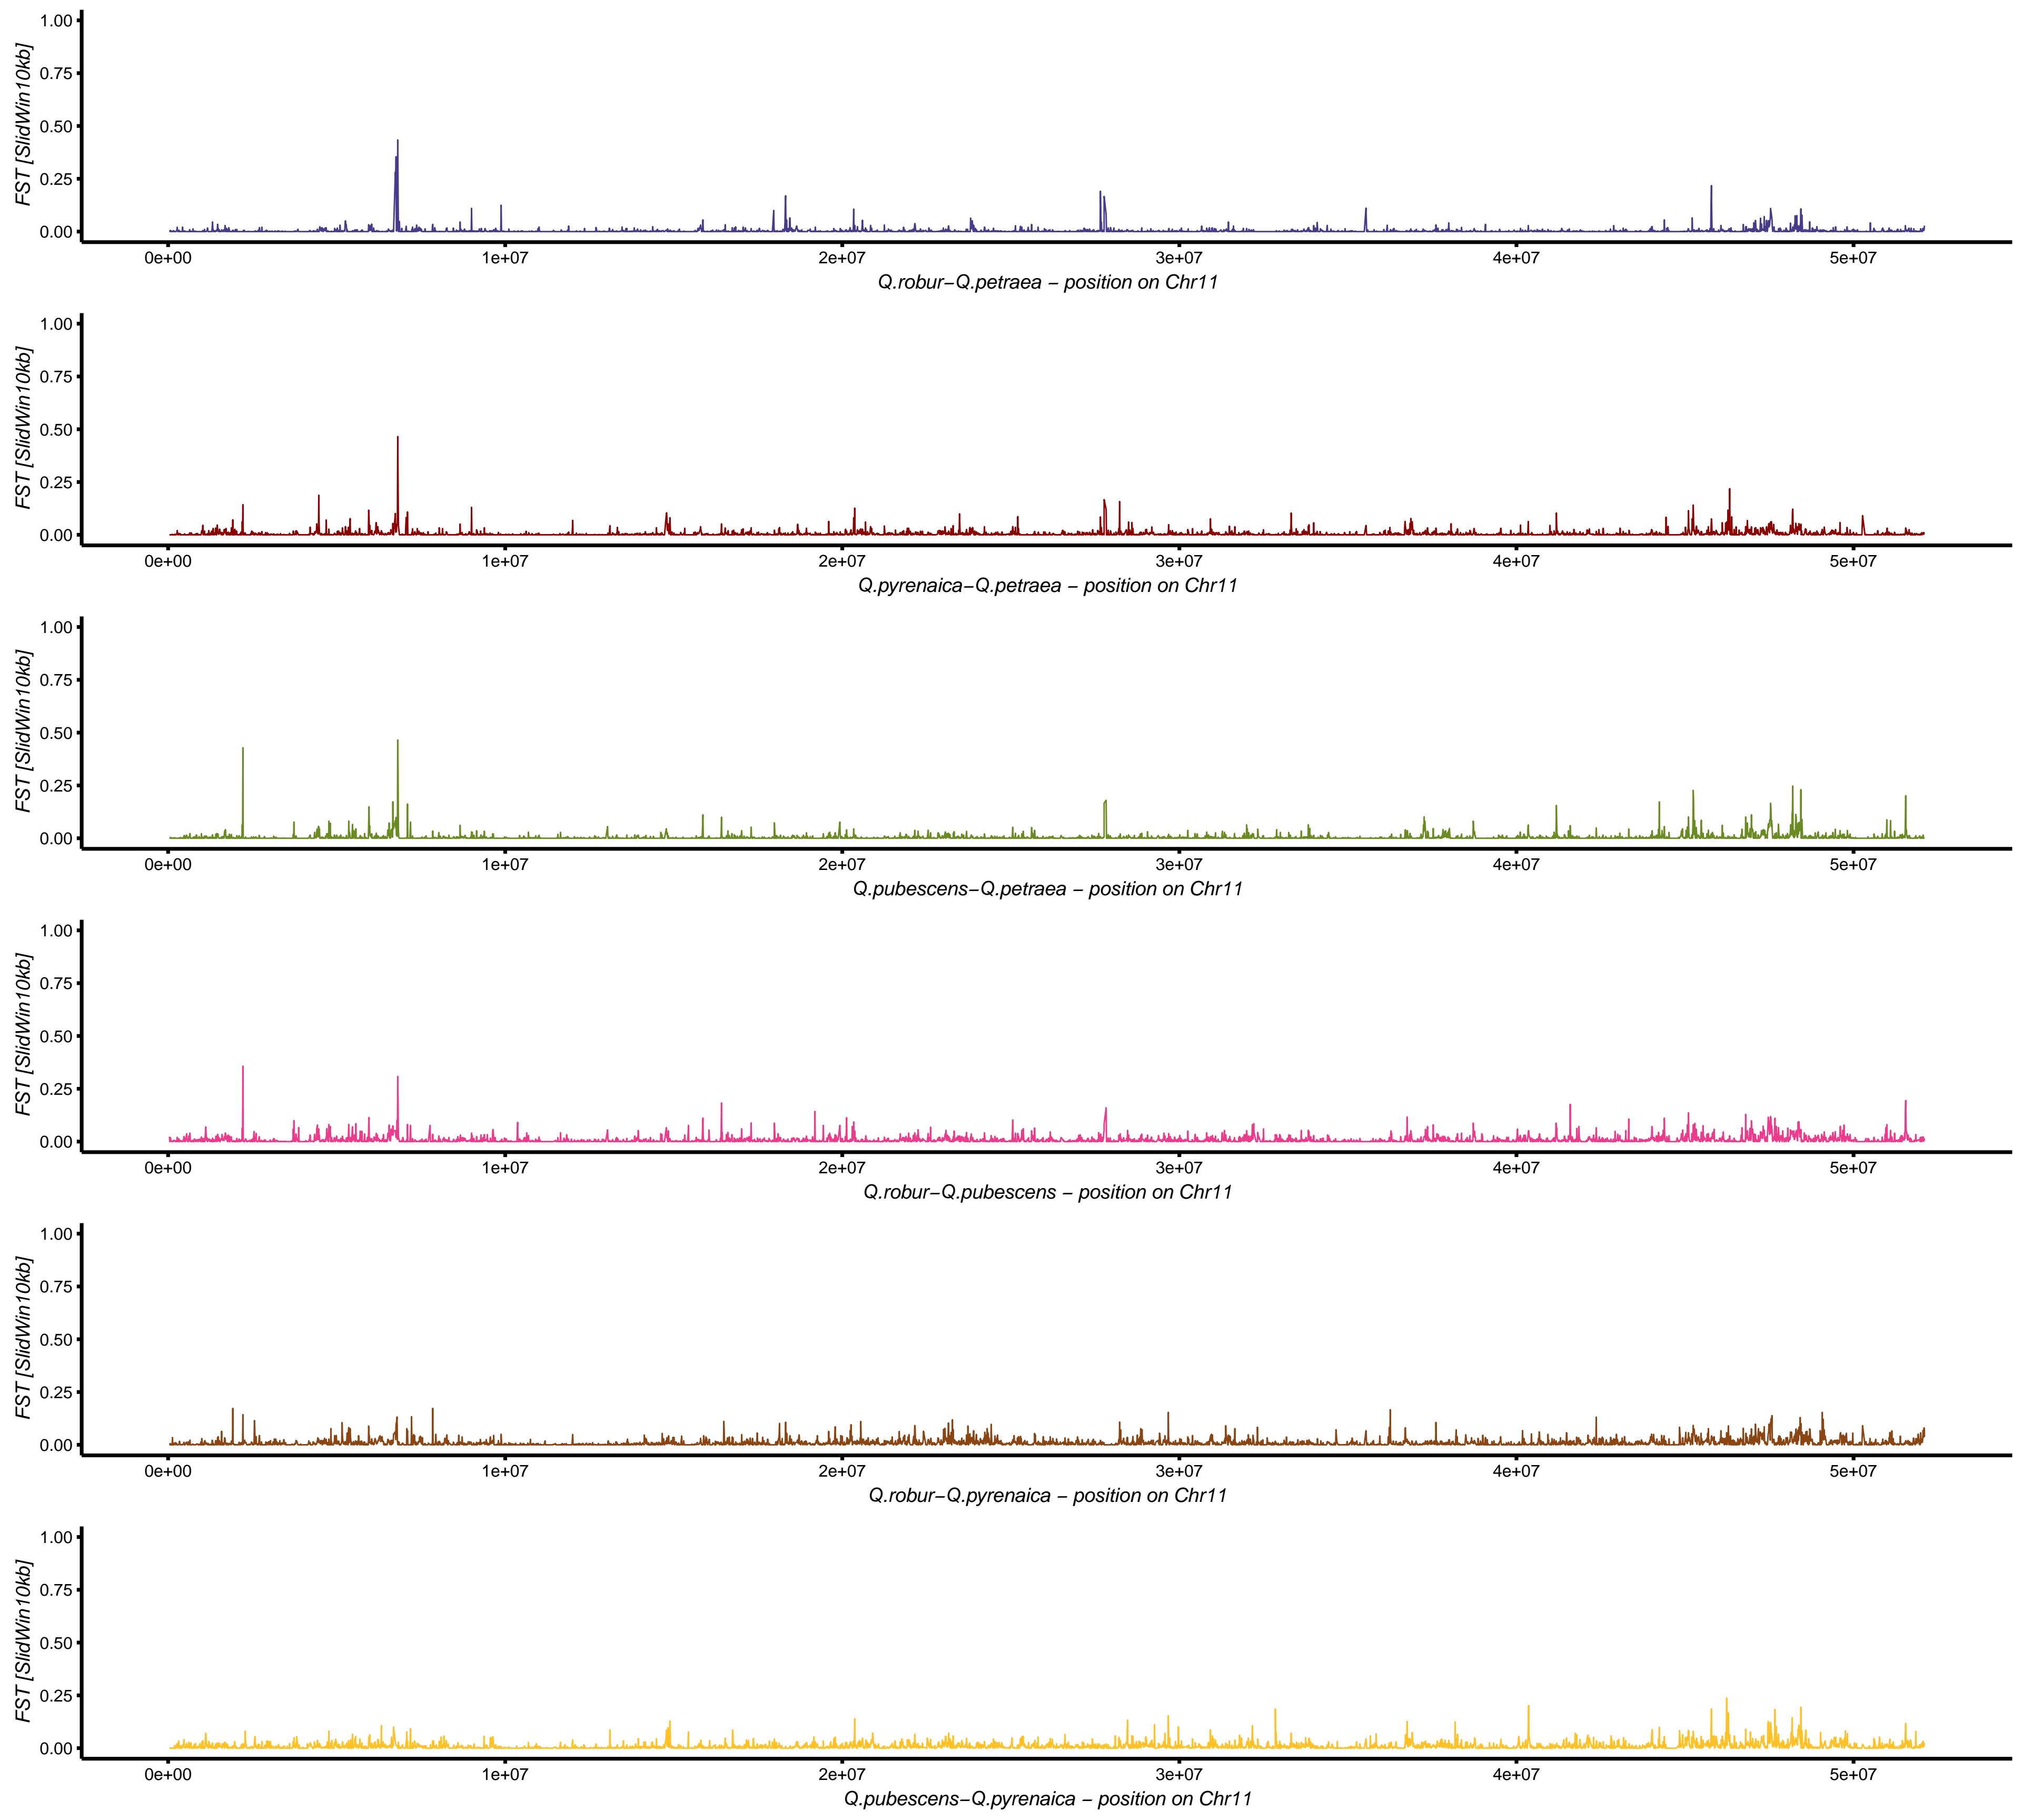 FST [SlidWin10kb]
1.00
0.75
0.50
0.25
0.00
0e+00 1e+07 2e+07 3e+07 4e+07 5e+07
Q.robur−Q.petraea − position on Chr11
FST [SlidWin10kb]
1.00
0.75
0.50
0.25
0.00
0e+00 1e+07 2e+07 3e+07 4e+07 5e+07
Q.pyrenaica−Q.petraea − position on Chr11
FST [SlidWin10kb]
1.00
0.75
0.50
0.25
0.00
0e+00 1e+07 2e+07 3e+07 4e+07 5e+07
Q.pubescens−Q.petraea − position on Chr11
FST [SlidWin10kb]
1.00
0.75
0.50
0.25
0.00
0e+00 1e+07 2e+07 3e+07 4e+07 5e+07
Q.robur−Q.pubescens − position on Chr11
FST [SlidWin10kb]
1.00
0.75
0.50
0.25
0.00
0e+00 1e+07 2e+07 3e+07 4e+07 5e+07
Q.robur−Q.pyrenaica − position on Chr11
FST [SlidWin10kb]
1.00
0.75
0.50
0.25
0.00
0e+00 1e+07 2e+07 3e+07 4e+07 5e+07
Q.pubescens−Q.pyrenaica − position on Chr11